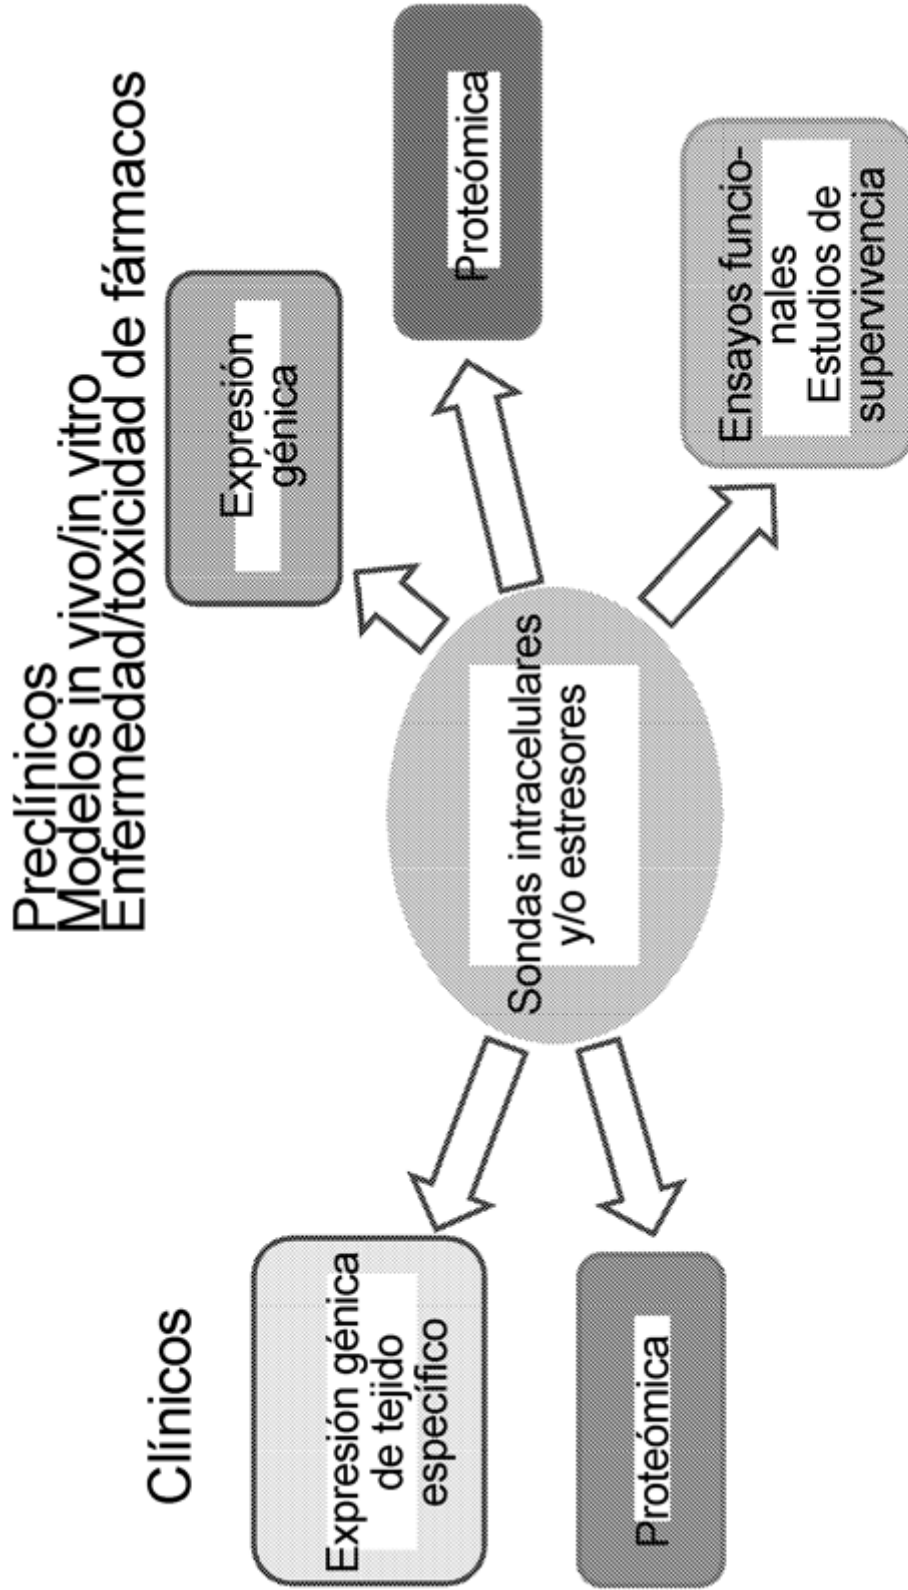 Clínicos
Preclínicos
Modelos in vivo/in vitro
Enfermedad/toxicidad de fármacos
Expresión génica
de tejido
específico
Proteómica
Sondas intracelulares
y/o estresores
Expresión
génica
Proteómica
Ensayos funcio-
nales
Estudios de
supervivencia